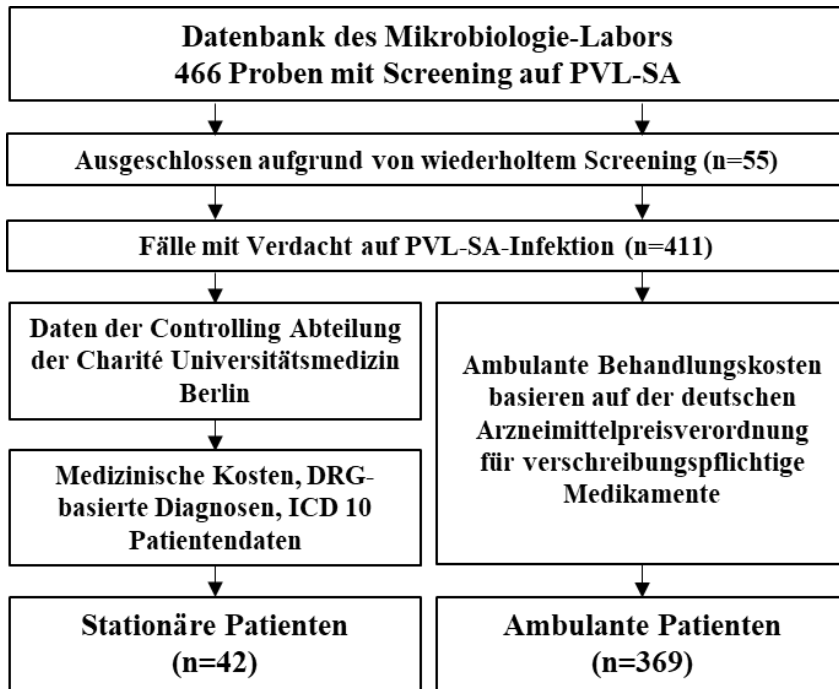 Datenbank des Mikrobiologie-Labors
466 Proben mit Screening auf PVL-SA
Ausgeschlossen aufgrund von wiederholtem Screening (n=55)
Fälle mit Verdacht auf PVL-SA-Infektion (n=411)
Daten der Controlling Abteilung
der Charité Universitätsmedizin
Berlin
Medizinische Kosten, DRG-
basierte Diagnosen, ICD 10
Patientendaten
Stationäre Patienten
(n=42)
Ambulante Behandlungskosten
basieren auf der deutschen
Arzneimittelpreisverordnung
für verschreibungspflichtige
Medikamente
Ambulante Patienten
(n=369)